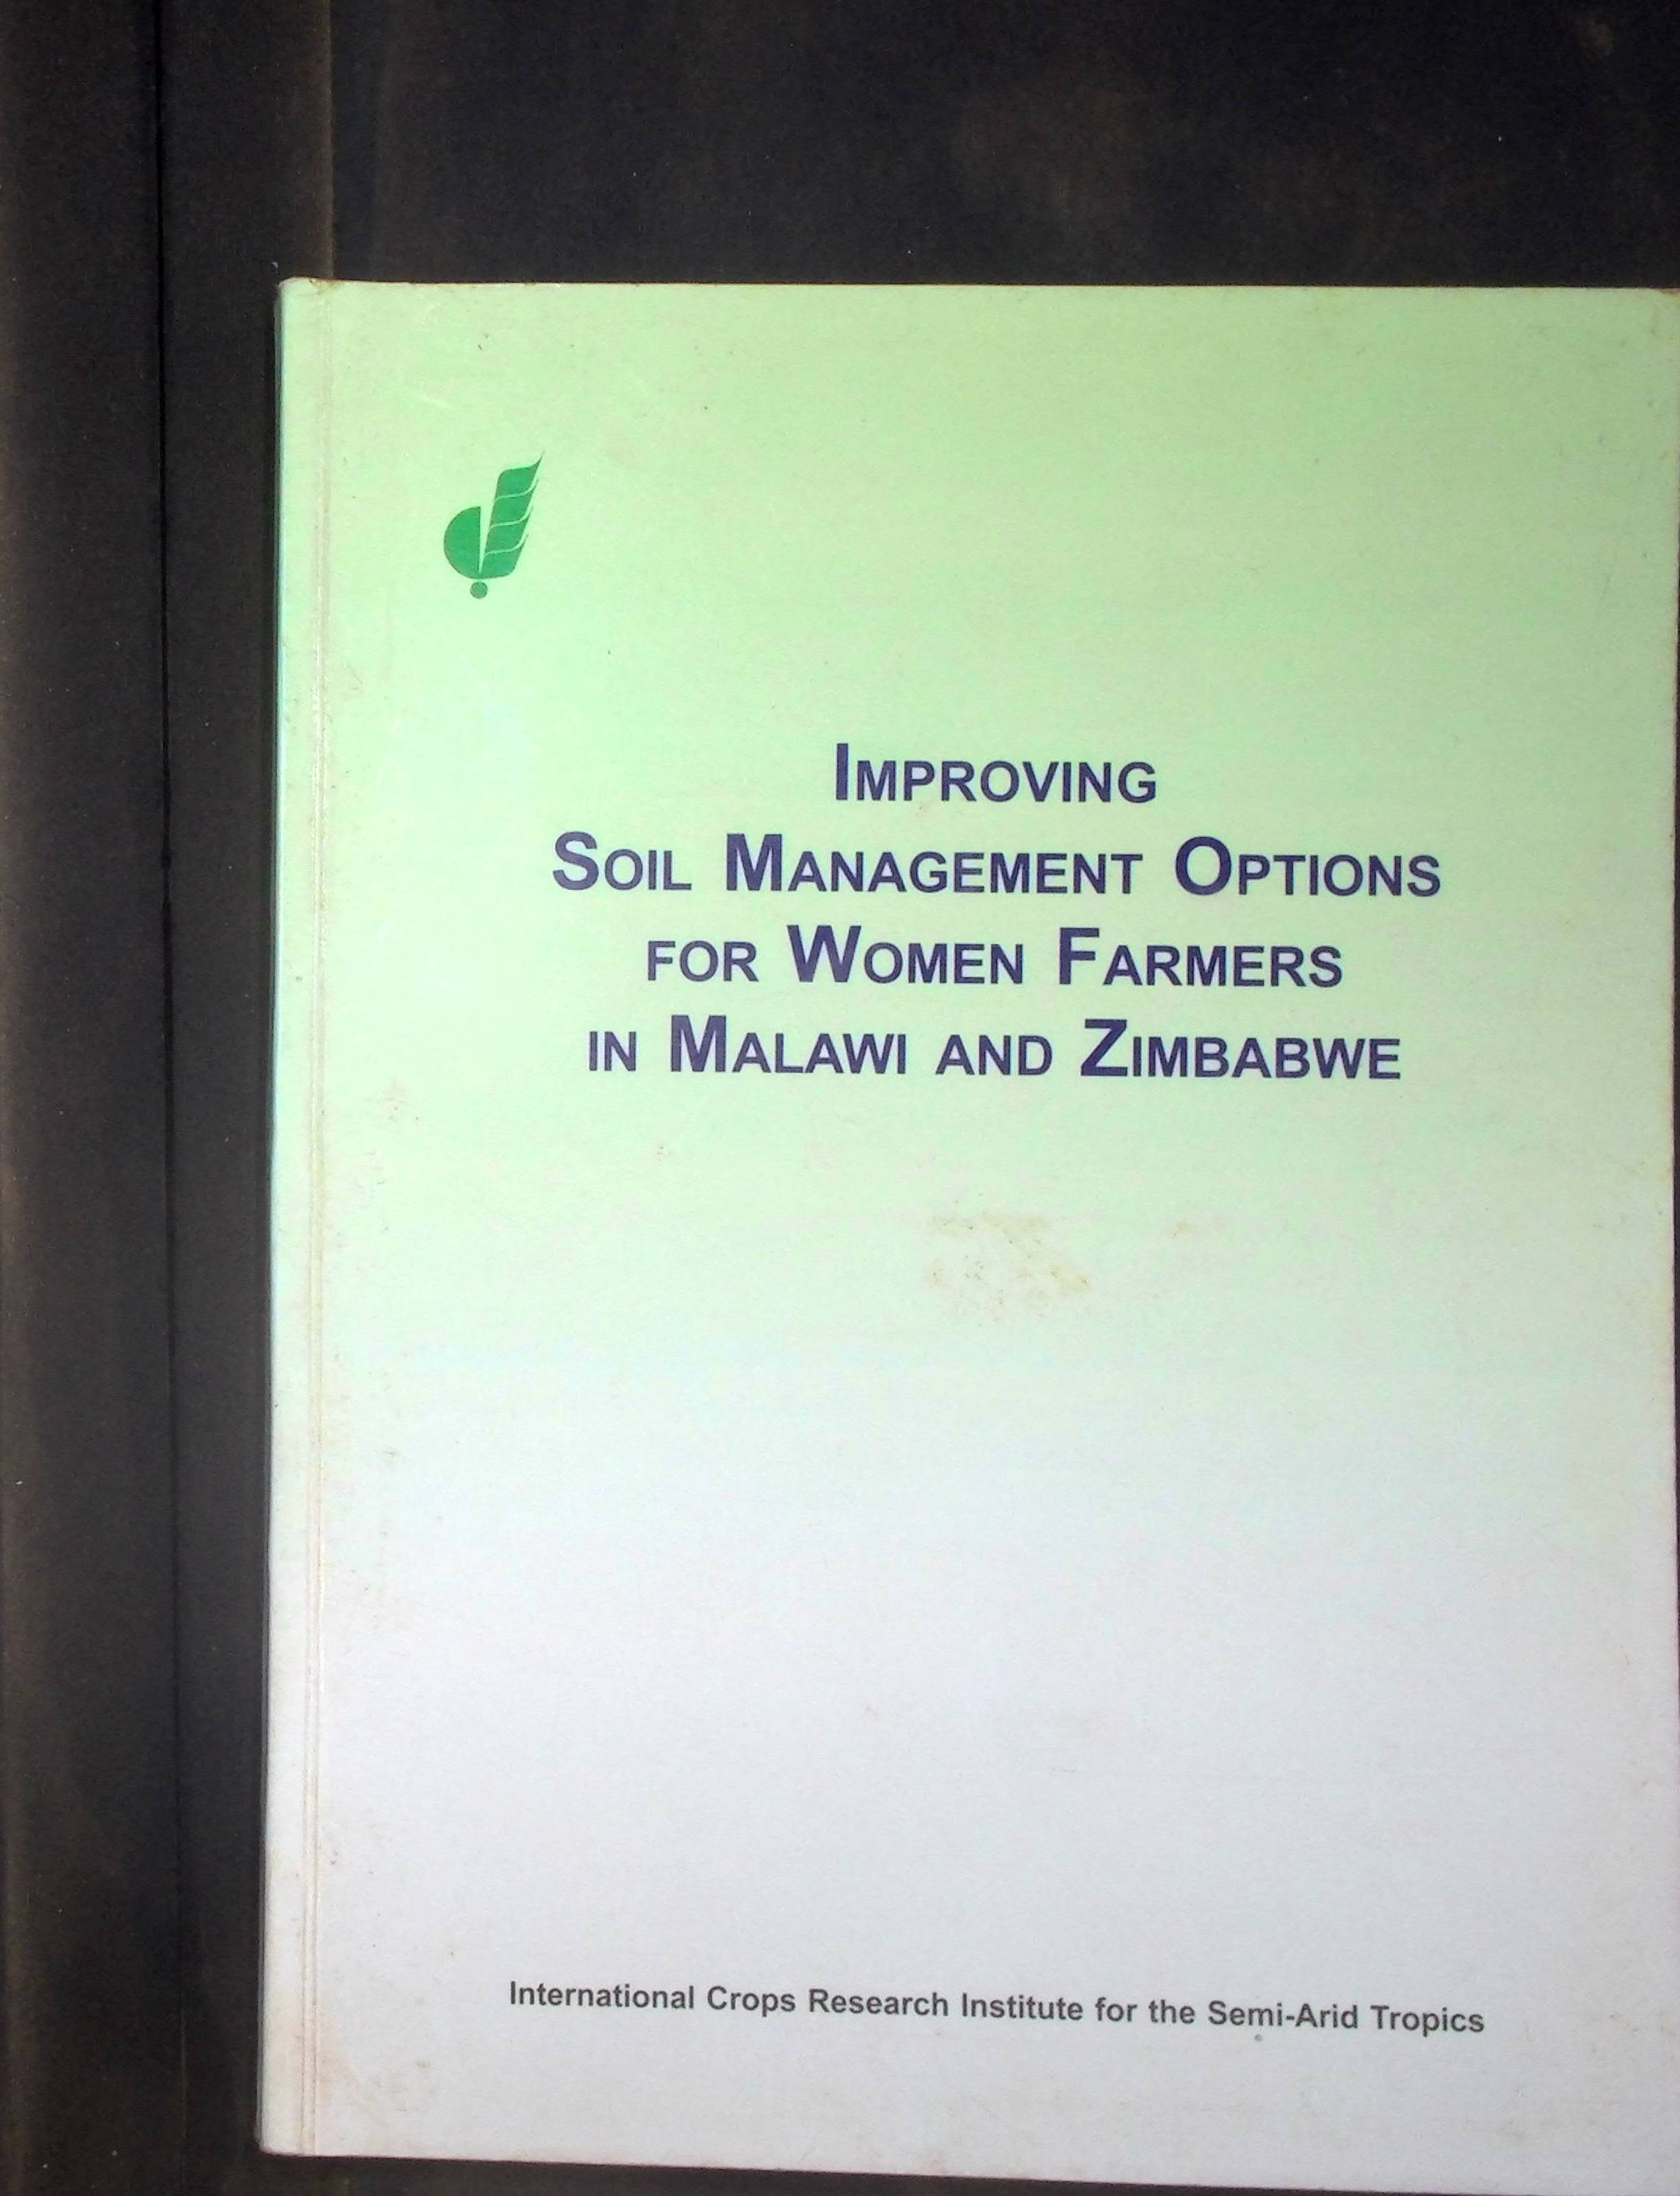 Improving
Soil Management Options
for Women Farmers
in Malawi and Zimbabwe
International Crops Research Institute for the Semi-Arid Tropics